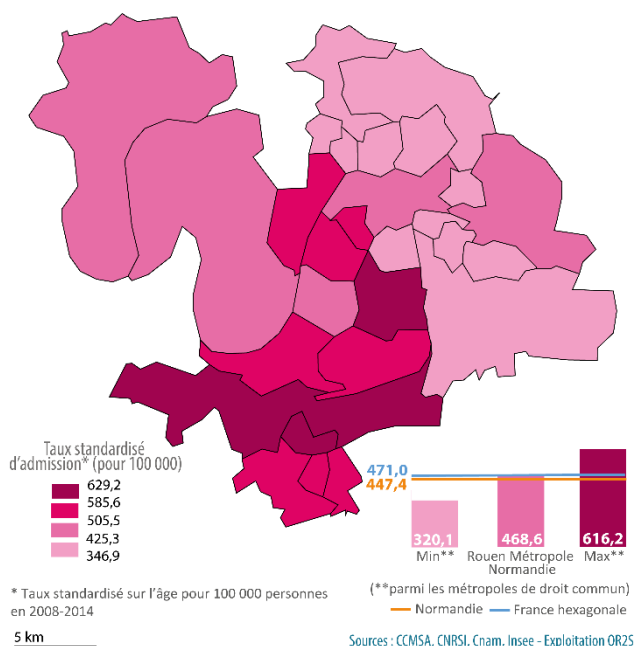 Taux standardisé
d'admission* (pour 100 000)
629,2
585,6
505,5
425,3
346,9
471,0
447,4
320,1
468,6
616,2
Min**
Rouen Métropole
Normandie
Max**
(**parmi les métropoles de droit commun)
Normandie
France hexagonale
* Taux standardisé sur l'âge pour 100 000 personnes
en 2008-2014
5 km
Sources : CCMSA, CNRSI, Cnam, Insee - Exploitation OR2S